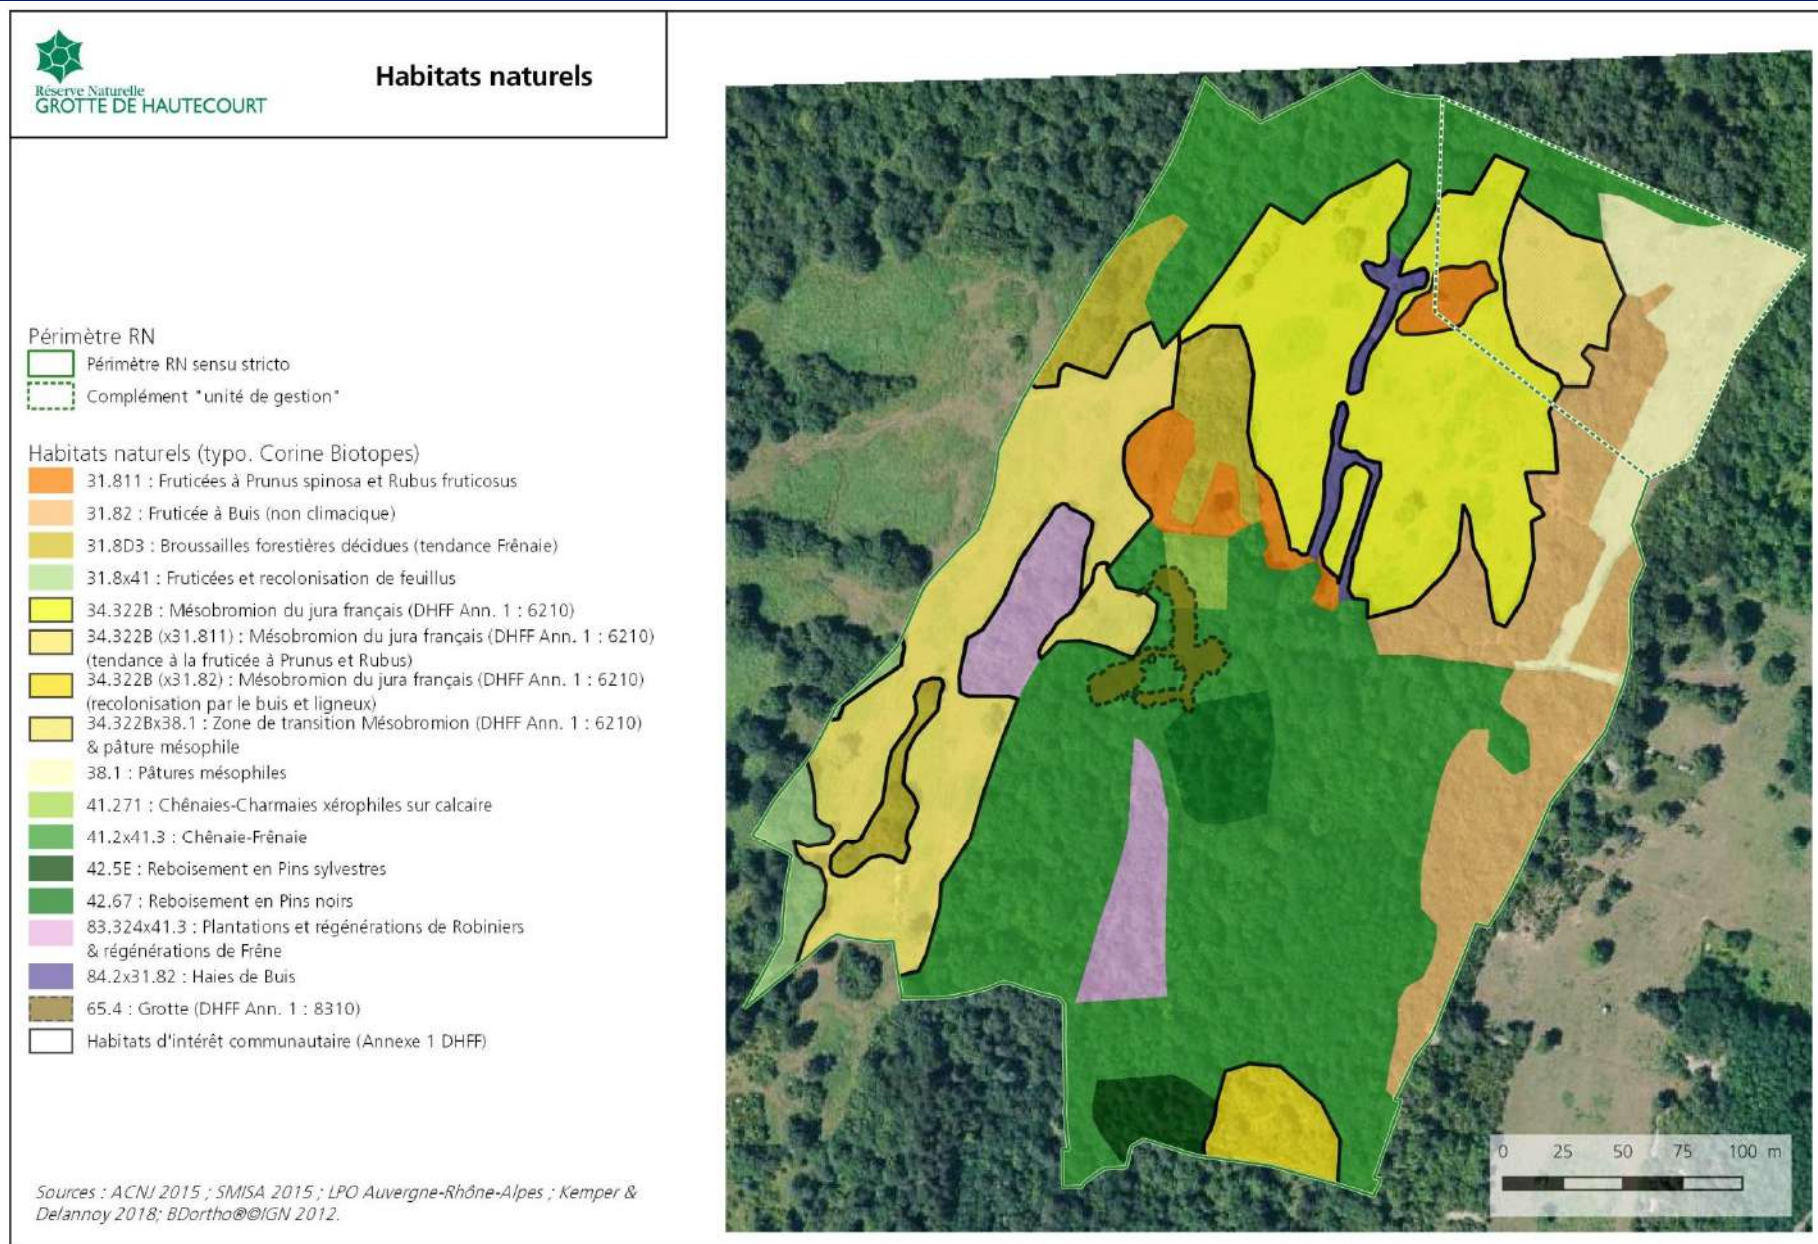 Réserve Naturelle
GROTTE DE HAUTECOURT
Habitats naturels
Périmètre RN
Périmètre RN sensu stricto
Complément "unité de gestion"
Habitats naturels (typo. Corine Biotopes)
31.811 : Fruticées à Prunus spinosa et Rubus fruticosus
31.82 : Fruticée à Buis (non climacique)
31.8D3 : Broussailles forestières décidues (tendance Frênaie)
31.8x41 : Fruticées et recolonisation de feuillus
34.322B : Mésobromion du jura français (DHFF Ann. 1 : 6210)
34.322B (x31.811) : Mésobromion du jura français (DHFF Ann. 1 : 6210)
(tendance à la fruticée à Prunus et Rubus)
34.322B (x31.82) : Mésobromion du jura français (DHFF Ann. 1 : 6210)
(recolonisation par le buis et ligneux)
34.322Bx38.1 : Zone de transition Mésobromion (DHFF Ann. 1 : 6210)
& pâture mésophile
38.1 : Pâtures mésophiles
41.271 : Chênaies-Charmaies xérophiles sur calcaire
41.2x41.3 : Chênaie-Frênaie
42.5E : Reboisement en Pins sylvestres
42.67 : Reboisement en Pins noirs
83.324x41.3 : Plantations et régénérations de Robiniers
& régénérations de Frêne
84.2x31.82 : Haies de Buis
65.4 : Grotte (DHFF Ann. 1 : 8310)
Habitats d'intérêt communautaire (Annexe 1 DHFF)
0 25 50 75 100 m
Sources : ACNJ 2015 ; SMISA 2015 ; LPO Auvergne-Rhône-Alpes ; Kemper &
Delannoy 2018; BDortho®©IGN 2012.